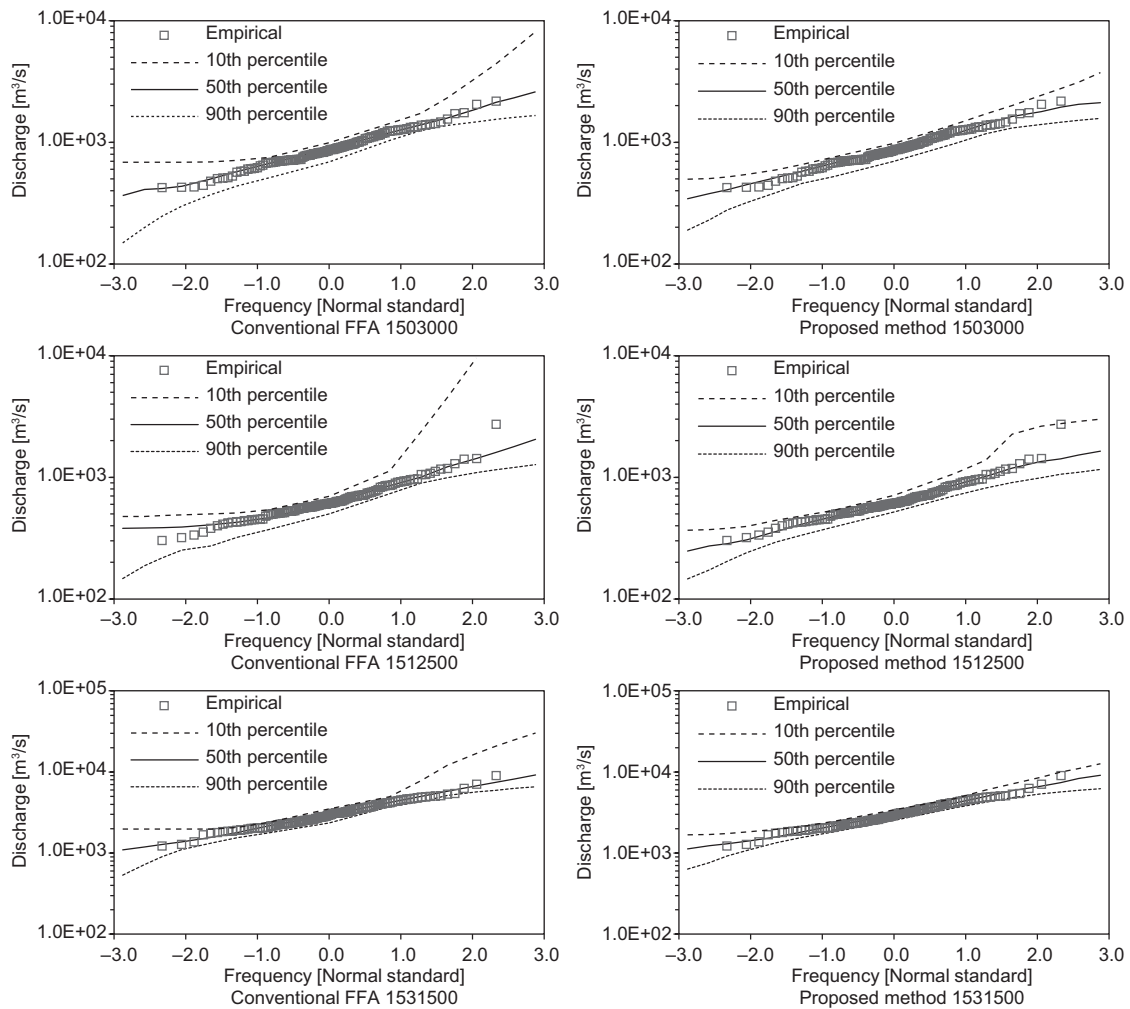 1.0E+04
1.0E+03
1.0E+02
Discharge [m³/s]
Empirical
10th percentile
50th percentile
90th percentile
–3.0 –2.0 –1.0 0.0 1.0 2.0 3.0
Frequency [Normal standard]
Conventional FFA 1503000
1.0E+04
1.0E+03
1.0E+02
Discharge [m³/s]
Empirical
10th percentile
50th percentile
90th percentile
–3.0 –2.0 –1.0 0.0 1.0 2.0 3.0
Frequency [Normal standard]
Proposed method 1503000
1.0E+04
1.0E+03
1.0E+02
Discharge [m³/s]
Empirical
10th percentile
50th percentile
90th percentile
–3.0 –2.0 –1.0 0.0 1.0 2.0 3.0
Frequency [Normal standard]
Conventional FFA 1512500
1.0E+04
1.0E+03
1.0E+02
Discharge [m³/s]
Empirical
10th percentile
50th percentile
90th percentile
–3.0 –2.0 –1.0 0.0 1.0 2.0 3.0
Frequency [Normal standard]
Proposed method 1512500
1.0E+05
1.0E+04
1.0E+03
1.0E+02
Discharge [m³/s]
Empirical
10th percentile
50th percentile
90th percentile
–3.0 –2.0 –1.0 0.0 1.0 2.0 3.0
Frequency [Normal standard]
Conventional FFA 1531500
1.0E+05
1.0E+04
1.0E+03
1.0E+02
Discharge [m³/s]
Empirical
10th percentile
50th percentile
90th percentile
–3.0 –2.0 –1.0 0.0 1.0 2.0 3.0
Frequency [Normal standard]
Proposed method 1531500